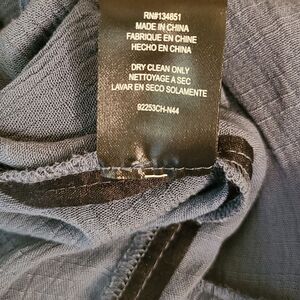 RN#134851
MADE IN CHINA
FABRIQUE EN CHINE
HECHO EN CHINA
DRY CLEAN ONLY
NETTOYAGE A SEC
LAVAR EN SECO SOLAMENTE
92253CH-N44